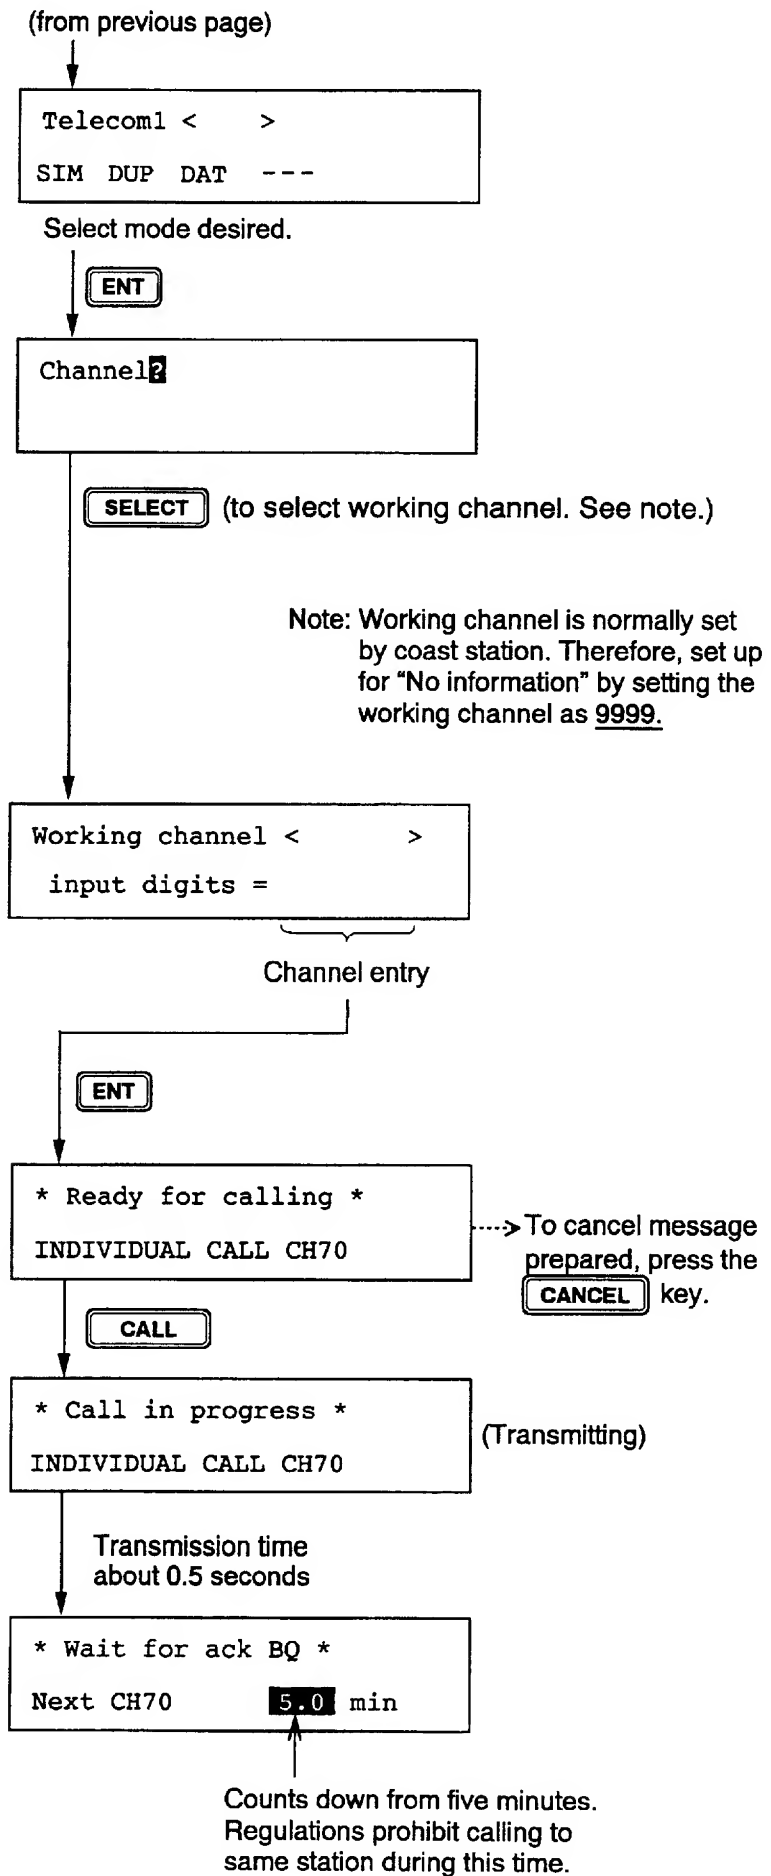 (from previous page)
Telecom1 < >
SIM DUP DAT ---
Select mode desired.
ENT
Channel?
SELECT (to select working channel. See note.)
Note: Working channel is normally set
by coast station. Therefore, set up
for “No information” by setting the
working channel as 9999.
Working channel < >
input digits =
Channel entry
ENT
* Ready for calling *
INDIVIDUAL CALL CH70
To cancel message
prepared, press the
CANCEL key.
CALL
* Call in progress *
INDIVIDUAL CALL CH70
(Transmitting)
Transmission time
about 0.5 seconds
* Wait for ack BQ *
Next CH70 5.0 min
Counts down from five minutes.
Regulations prohibit calling to
same station during this time.